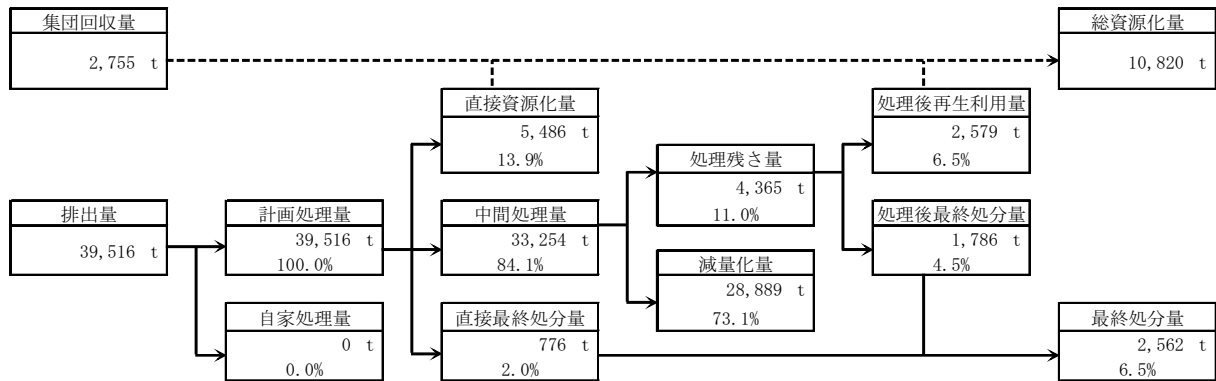 集団回収量
2,755 t
総資源化量
10,820 t
直接資源化量
5,486 t
13.9%
処理後再生利用量
2,579 t
6.5%
処理残さ量
4,365 t
11.0%
排出量
39,516 t
計画処理量
39,516 t
100.0%
中間処理量
33,254 t
84.1%
処理後最終処分量
1,786 t
4.5%
減量化量
28,889 t
73.1%
自家処理量
0 t
0.0%
直接最終処分量
776 t
2.0%
最終処分量
2,562 t
6.5%